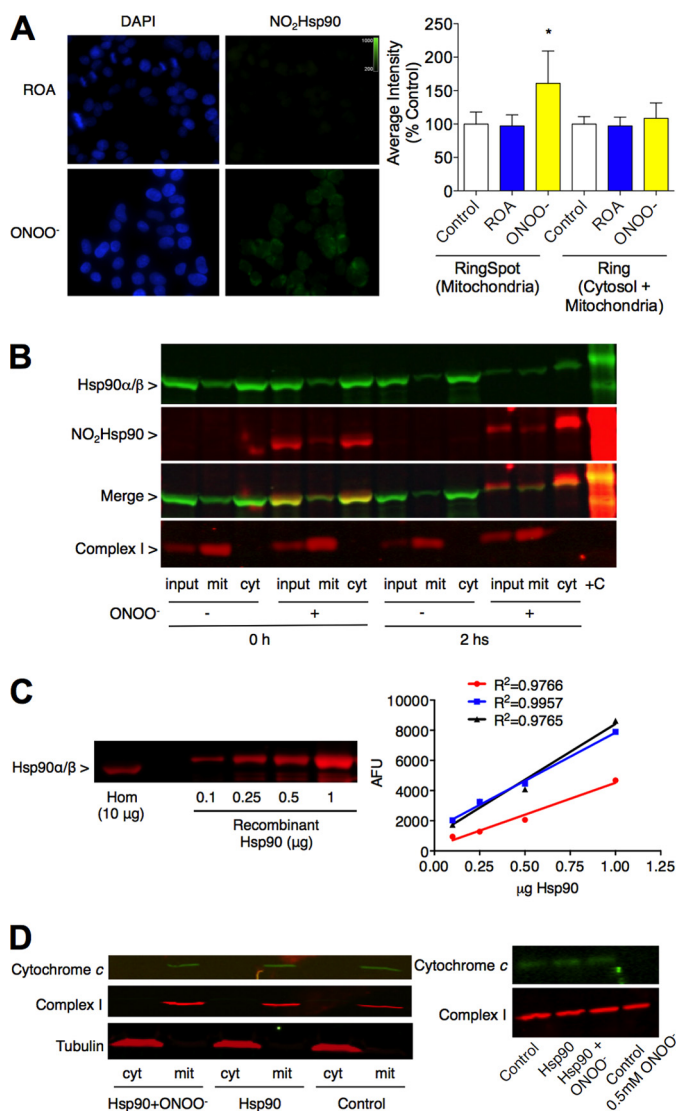 A
DAPI
NO₂Hsp90
ROA
ONOO⁻
1000
200
Average Intensity
(% Control)
250
200
150
100
50
0
*
Control
ROA
ONOO-
Control
ROA
ONOO-
RingSpot
(Mitochondria)
Ring
(Cytosol +
Mitochondria)
B
Hsp90α/β >
NO₂Hsp90 >
Merge >
Complex I >
input mit cyt input mit cyt input mit cyt input mit cyt +C
ONOO⁻ - + - +
0 h 2 hs
C
Hsp90α/β >
Hom
(10 µg)
0.1 0.25 0.5 1
Recombinant
Hsp90 (µg)
R²=0.9766
R²=0.9957
R²=0.9765
AFU
10000
8000
6000
4000
2000
0
0.00 0.25 0.50 0.75 1.00 1.25
µg Hsp90
D
Cytochrome c
Complex I
Tubulin
cyt mit cyt mit cyt mit
Hsp90+ONOO⁻ Hsp90 Control
Cytochrome c
Complex I
Control
Hsp90
Hsp90 +
ONOO⁻
Control
0.5mM ONOO⁻